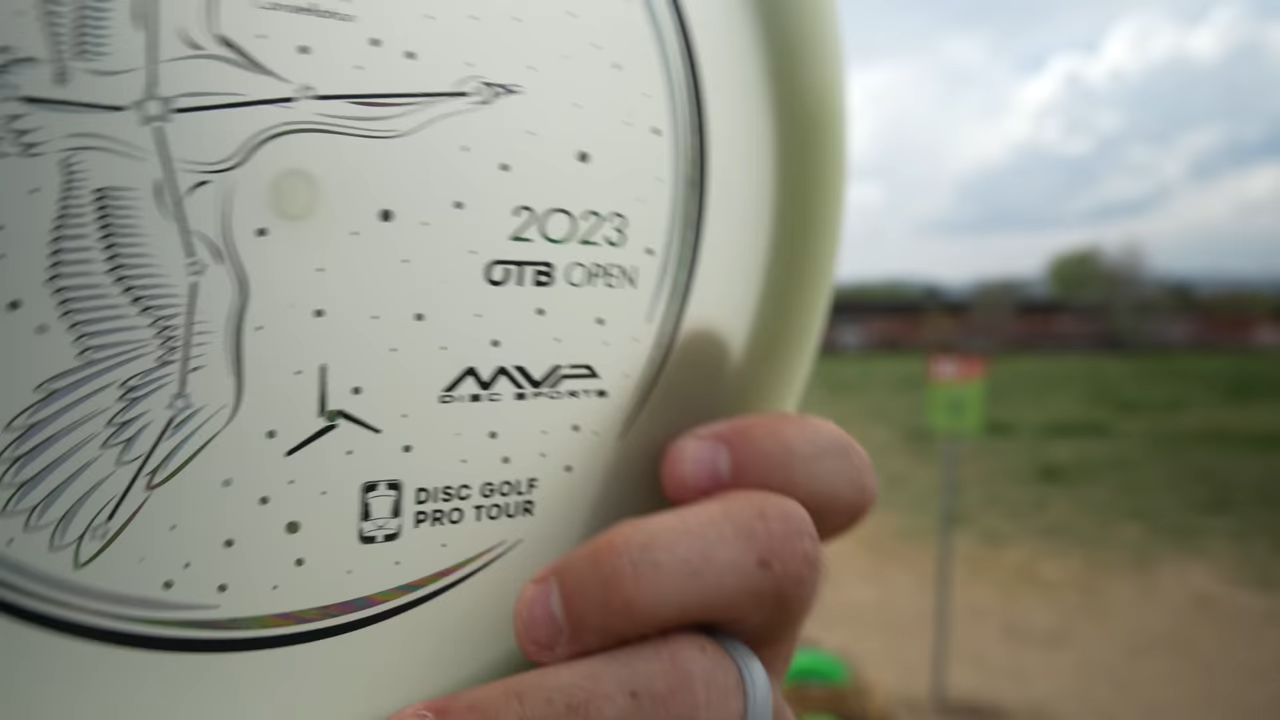 2023
OTB OPEN
MVP
DISC SPORTS
DISC GOLF
PRO TOUR